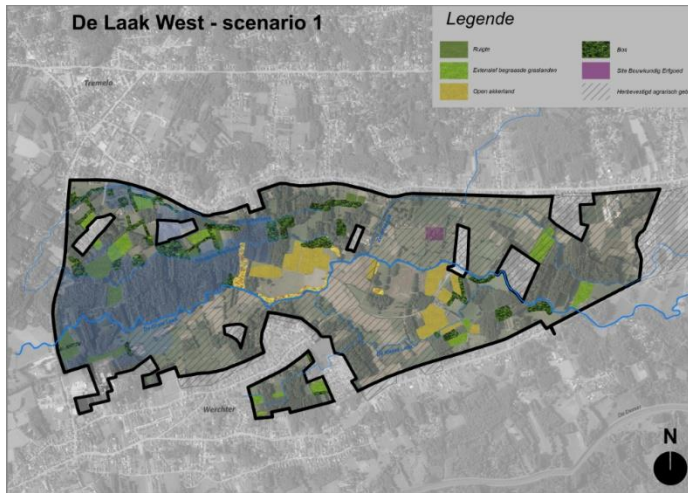 De Laak West - scenario 1
Legende
Ruigte
Bos
Extensief begraasde graslanden
Site Bouwkundig Erfgoed
Open akkerland
Herbevestigd agrarisch
Tremelo
Werchter
N